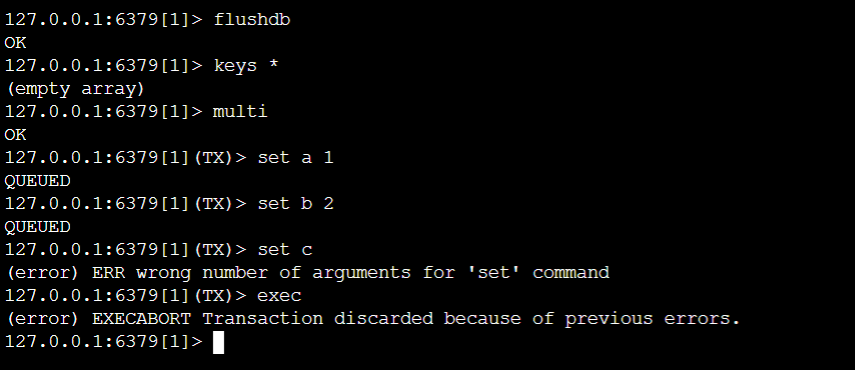 127.0.0.1:6379[1]> flushdb
OK
127.0.0.1:6379[1]> keys *
(empty array)
127.0.0.1:6379[1]> multi
OK
127.0.0.1:6379[1](TX)> set a 1
QUEUED
127.0.0.1:6379[1](TX)> set b 2
QUEUED
127.0.0.1:6379[1](TX)> set c
(error) ERR wrong number of arguments for 'set' command
127.0.0.1:6379[1](TX)> exec
(error) EXECABORT Transaction discarded because of previous errors.
127.0.0.1:6379[1]>